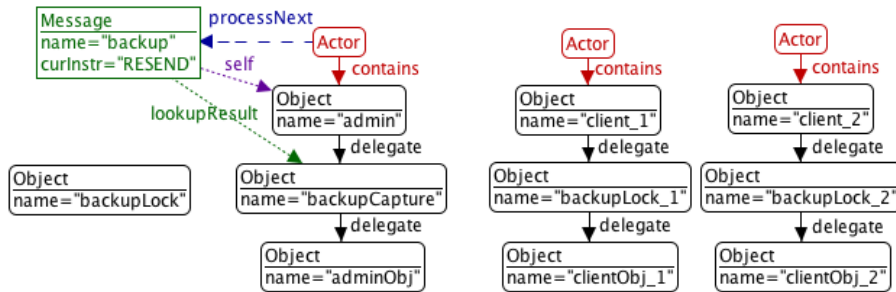 Message
name="backup"
curInstr="RESEND"
processNext
Actor
self
contains
lookupResult
Object
name="admin"
delegate
Object
name="backupLock"
Object
name="backupCapture"
delegate
Object
name="adminObj"
Actor
contains
Object
name="client_1"
delegate
Object
name="backupLock_1"
delegate
Object
name="clientObj_1"
Actor
contains
Object
name="client_2"
delegate
Object
name="backupLock_2"
delegate
Object
name="clientObj_2"